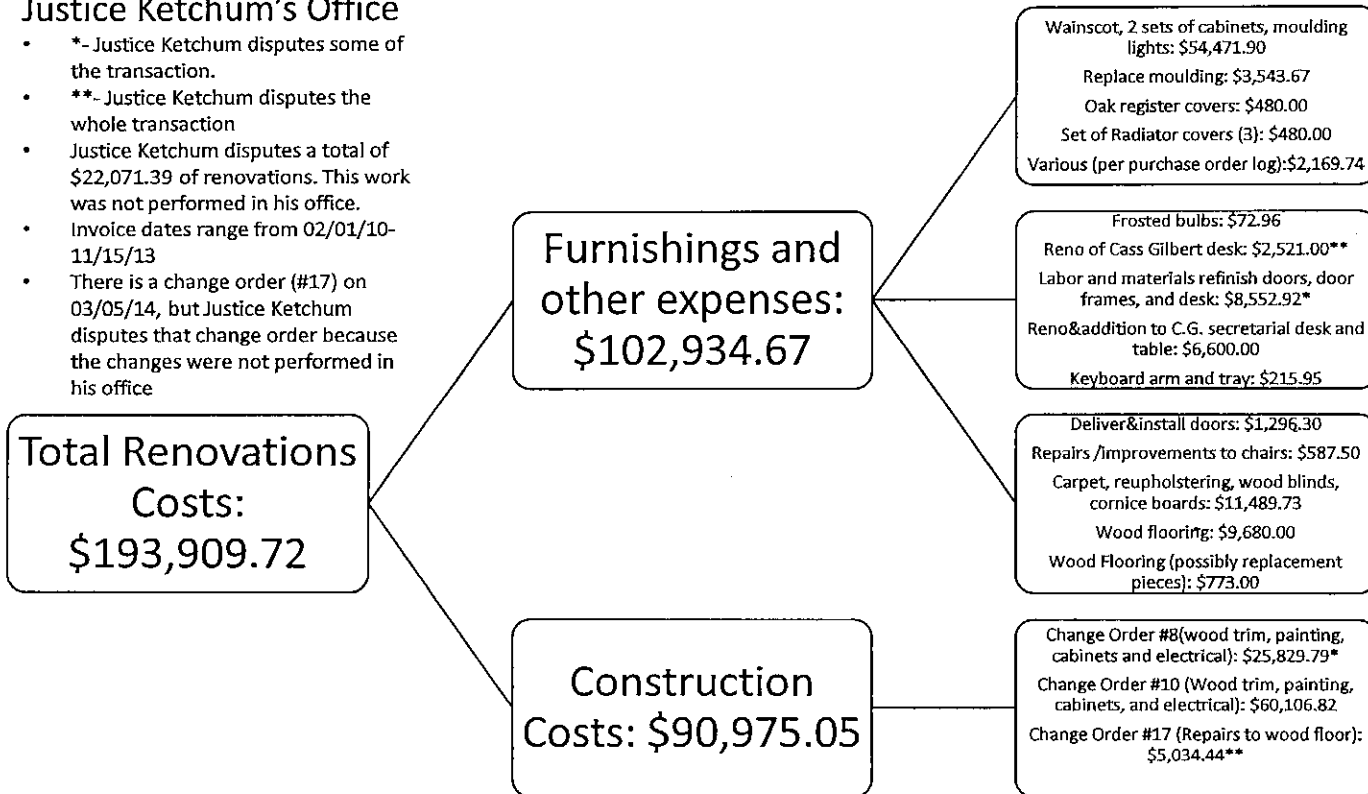 Justice Ketchum's Office
• *- Justice Ketchum disputes some of
the transaction.
• **- Justice Ketchum disputes the
whole transaction
• Justice Ketchum disputes a total of
$22,071.39 of renovations. This work
was not performed in his office.
• Invoice dates range from 02/01/10-
11/15/13
• There is a change order (#17) on
03/05/14, but Justice Ketchum
disputes that change order because
the changes were not performed in
his office
Total Renovations
Costs:
$193,909.72
Furnishings and
other expenses:
$102,934.67
Construction
Costs: $90,975.05
Wainscot, 2 sets of cabinets, moulding
lights: $54,471.90
Replace moulding: $3,543.67
Oak register covers: $480.00
Set of Radiator covers (3): $480.00
Various (per purchase order log):$2,169.74
Frosted bulbs: $72.96
Reno of Cass Gilbert desk: $2,521.00**
Labor and materials refinish doors, door
frames, and desk: $8,552.92*
Reno&addition to C.G. secretarial desk and
table: $6,600.00
Keyboard arm and tray: $215.95
Deliver&install doors: $1,296.30
Repairs /improvements to chairs: $587.50
Carpet, reupholstering, wood blinds,
cornice boards: $11,489.73
Wood flooring: $9,680.00
Wood Flooring (possibly replacement
pieces): $773.00
Change Order #8(wood trim, painting,
cabinets and electrical): $25,829.79*
Change Order #10 (Wood trim, painting,
cabinets, and electrical): $60,106.82
Change Order #17 (Repairs to wood floor):
$5,034.44**